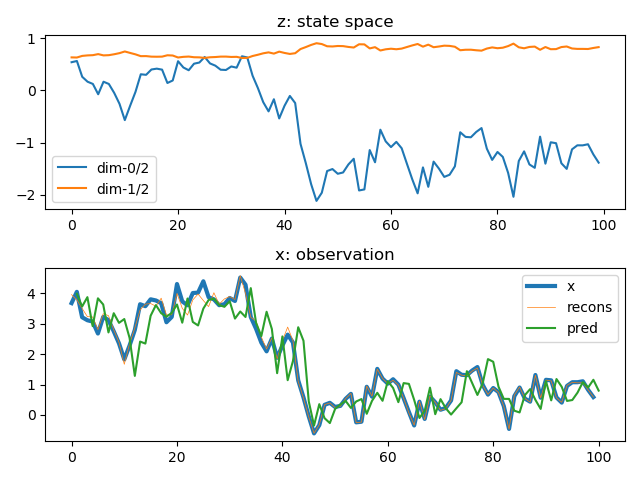 z: state space
1
0
−1
−2
dim-0/2
dim-1/2
0 20 40 60 80 100
x: observation
4
3
2
1
0
x
recons
pred
0 20 40 60 80 100